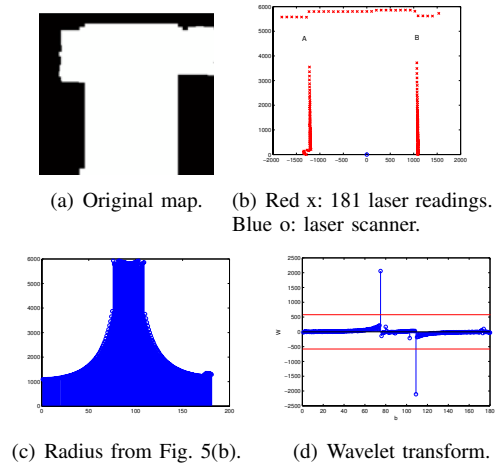 6000
5000
4000
3000
2000
1000
0
A
B
−2000 −1500 −1000 −500 0 500 1000 1500 2000
(a) Original map.
(b) Red x: 181 laser readings.
Blue o: laser scanner.
6000
5000
4000
3000
2000
1000
0
0 50 100 150 200
2500
2000
1500
1000
500
0
−500
−1000
−1500
−2000
−2500
W
0 20 40 60 80 100 120 140 160 180
b
(c) Radius from Fig. 5(b).
(d) Wavelet transform.